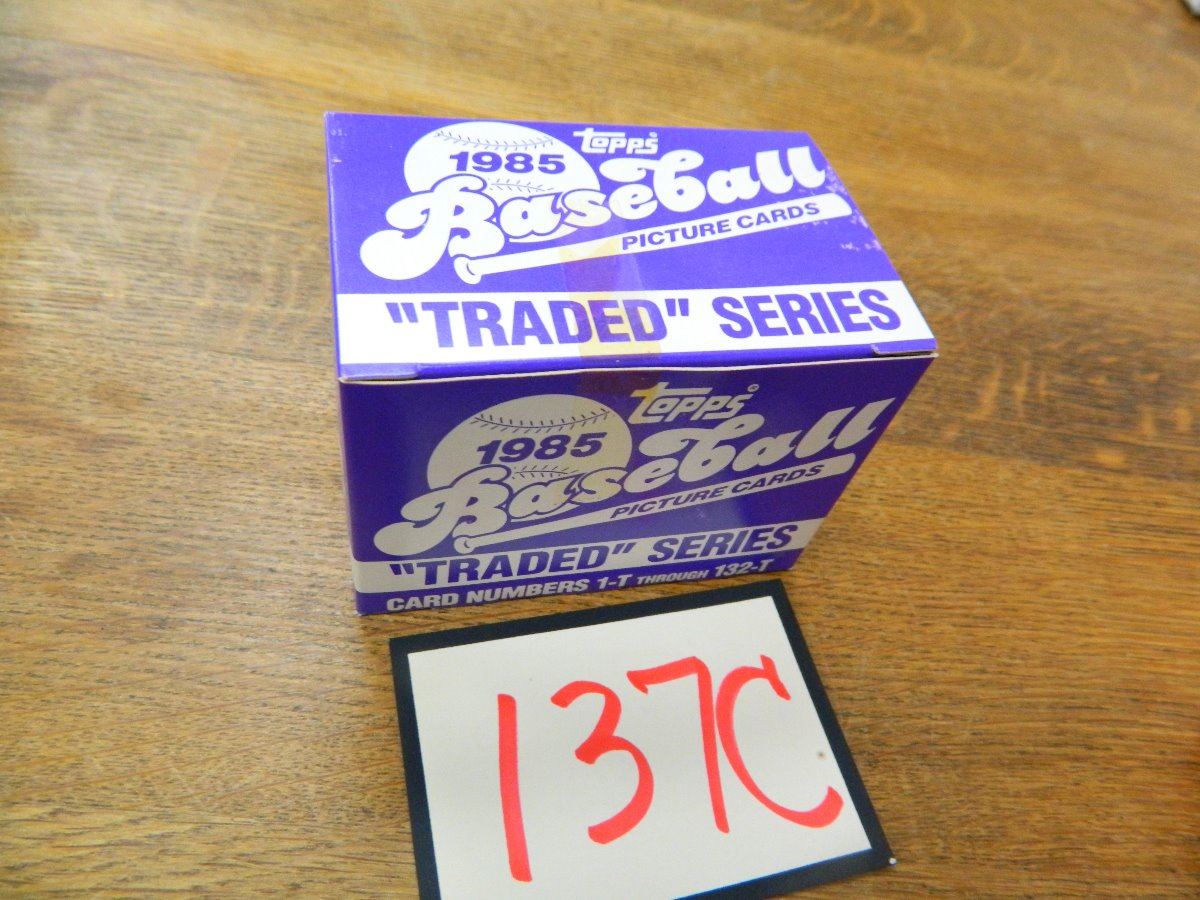 topps
1985
Baseball
PICTURE CARDS
"TRADED" SERIES
topps
1985
Baseball
PICTURE CARDS
"TRADED" SERIES
CARD NUMBERS 1-T THROUGH 132-T
137C